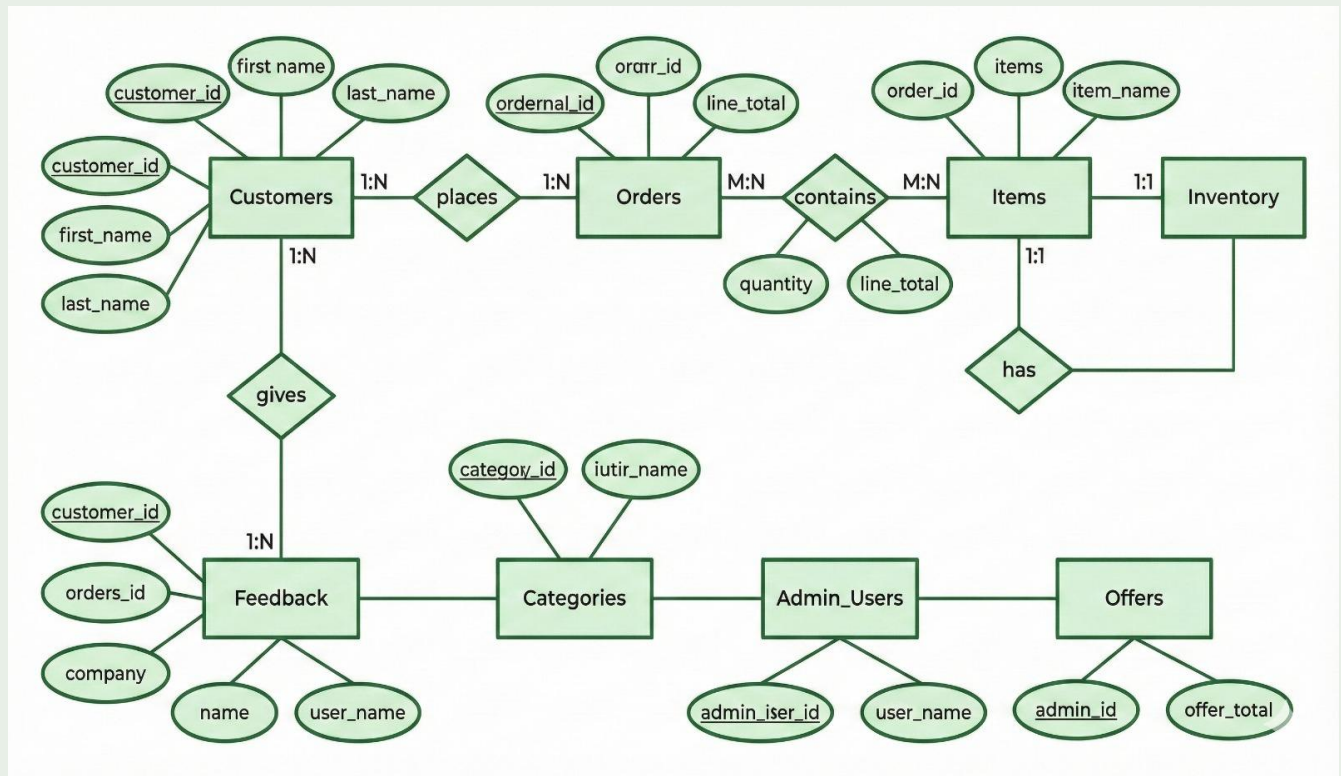 first name
customer_id
last_name
customer_id
first_name
last_name
Customers
1:N
places
1:N
ordernal_id
line_total
Orders
M:N
contains
M:N
quantity
line_total
order_id
items
item_name
Items
1:1
Inventory
1:1
has
1:N
gives
1:N
customer_id
orders_id
company
Feedback
name
user_name
category_id
iutir_name
Categories
Admin_Users
admin_iser_id
user_name
Offers
admin_id
offer_total